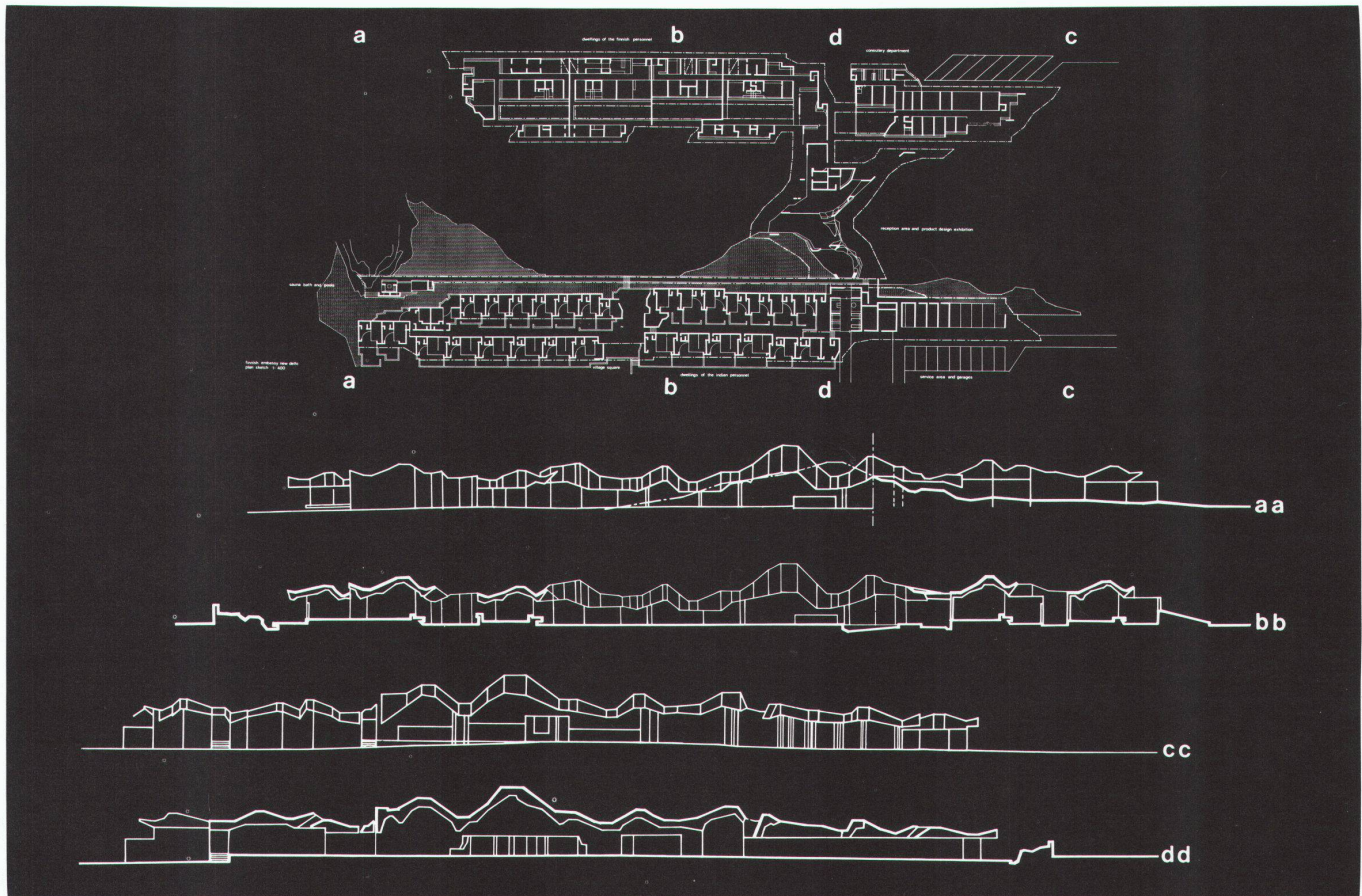 a
b
d
c
dwellings of the finnish personnel
consulary department
reception area and product design exhibition
sauna bath and pools
finnish embassy new delhi
plan sketch 1:400
village square
dwellings of the indian personnel
service area and garages
a
b
d
c
aa
bb
cc
dd